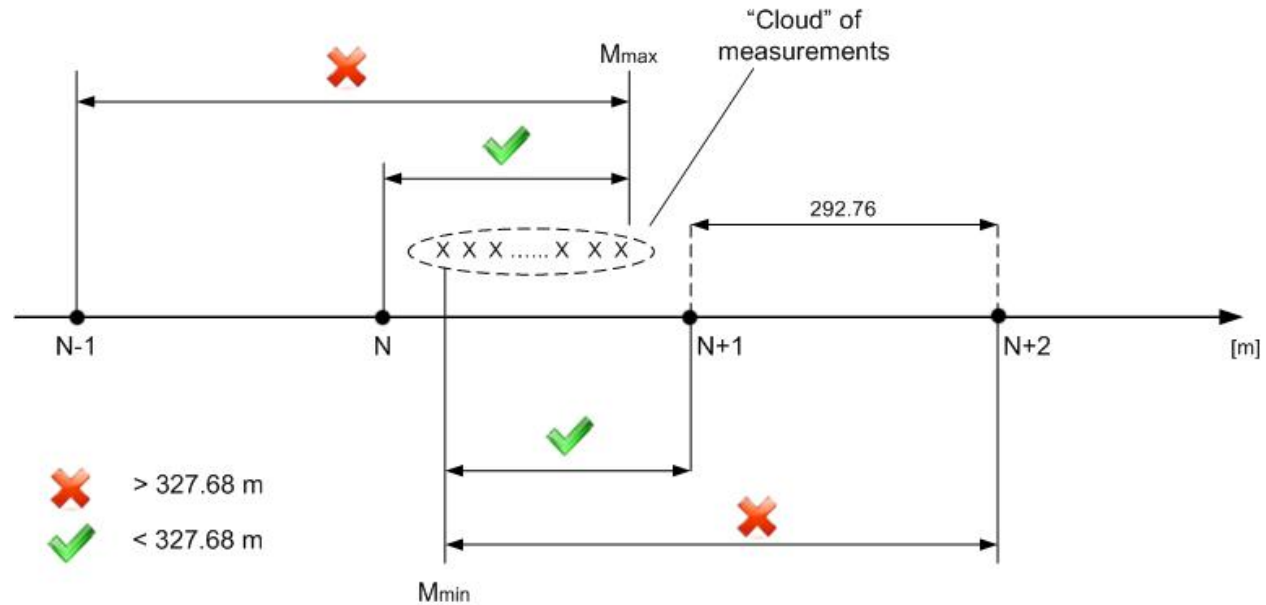 “Cloud” of
measurements
Mmax
292.76
X X X ...... X X X
N-1
N
N+1
N+2
[m]
> 327.68 m
< 327.68 m
Mmin